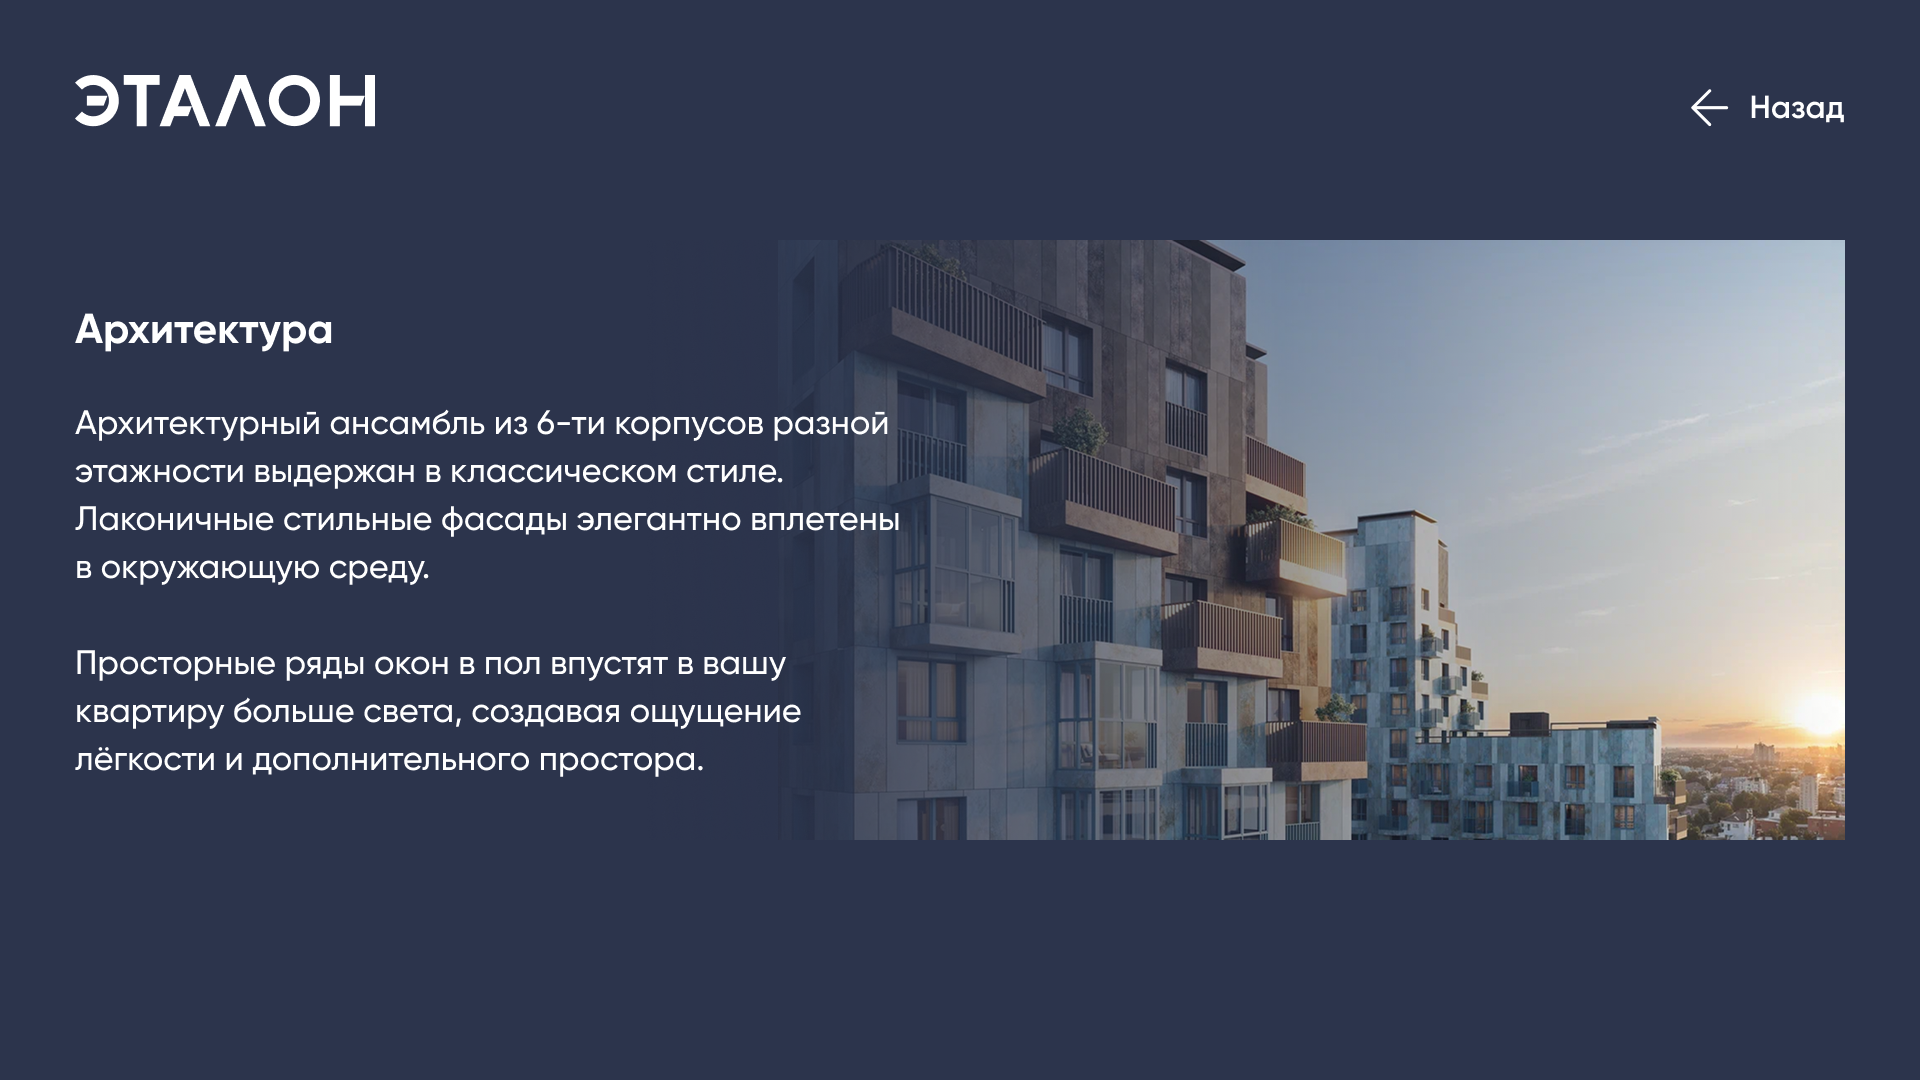 ЭТАЛОН
Назад
Архитектура
Архитектурный ансамбль из 6-ти корпусов разной
этажности выдержан в классическом стиле.
Лаконичные стильные фасады элегантно вплетены
в окружающую среду.
Просторные ряды окон в пол впустят в вашу
квартиру больше света, создавая ощущение
лёгкости и дополнительного простора.